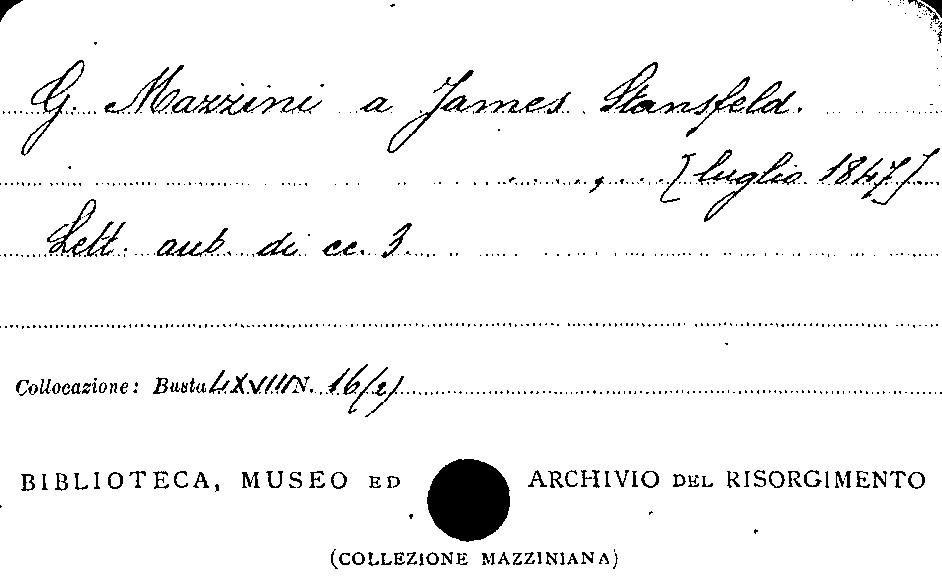 G. Mazzini a James Stansfeld.
, [luglio 1847].
Lett. aut. di cc. 3.
Collocazione: Busta LXVIII N. 16(2)
BIBLIOTECA, MUSEO ED ARCHIVIO DEL RISORGIMENTO
(COLLEZIONE MAZZINIANA)